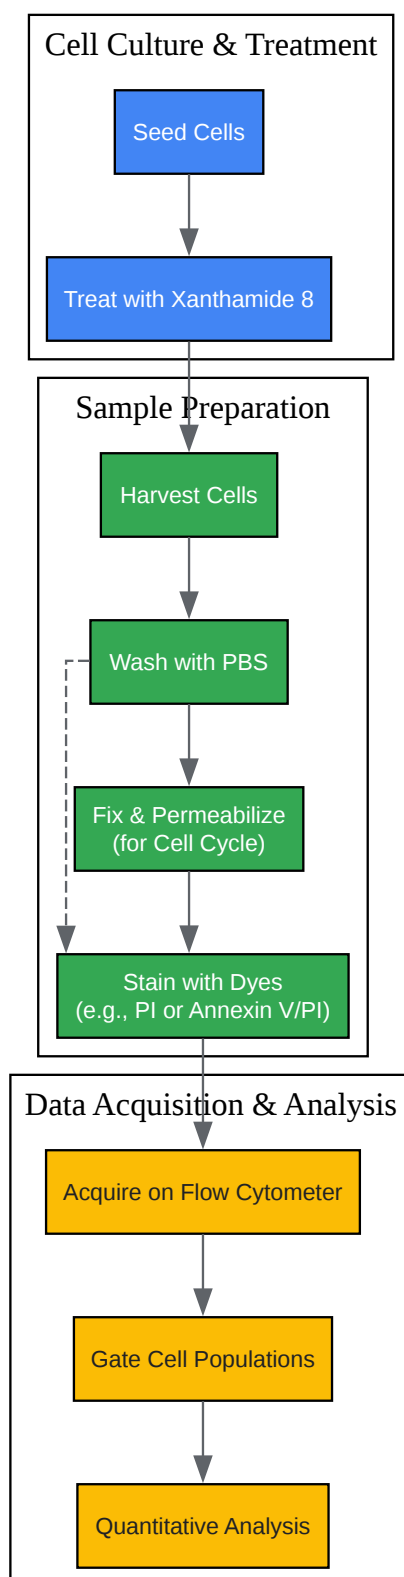 Cell Culture & Treatment
Seed Cells
Treat with Xanthamide 8
Sample Preparation
Harvest Cells
Wash with PBS
Fix & Permeabilize
(for Cell Cycle)
Stain with Dyes
(e.g., PI or Annexin V/PI)
Data Acquisition & Analysis
Acquire on Flow Cytometer
Gate Cell Populations
Quantitative Analysis